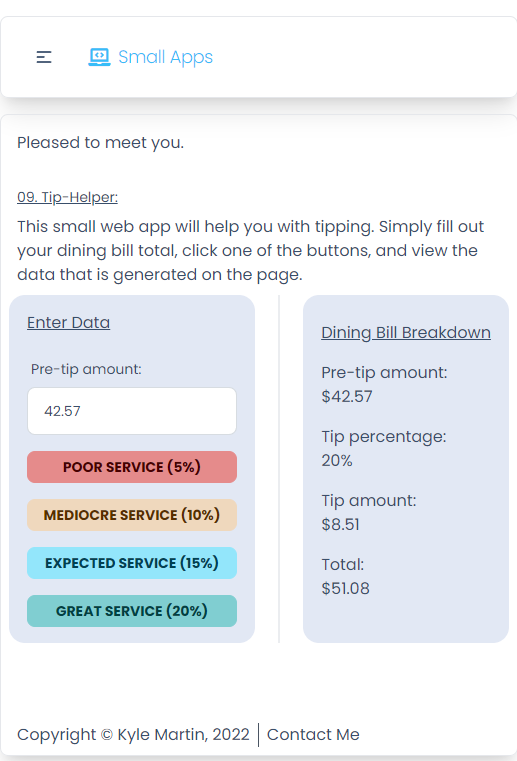 Small Apps
Pleased to meet you.
09. Tip-Helper:
This small web app will help you with tipping. Simply fill out
your dining bill total, click one of the buttons, and view the
data that is generated on the page.
Enter Data
Pre-tip amount:
42.57
POOR SERVICE (5%)
MEDIOCRE SERVICE (10%)
EXPECTED SERVICE (15%)
GREAT SERVICE (20%)
Dining Bill Breakdown
Pre-tip amount:
$42.57
Tip percentage:
20%
Tip amount:
$8.51
Total:
$51.08
Copyright © Kyle Martin, 2022 | Contact Me